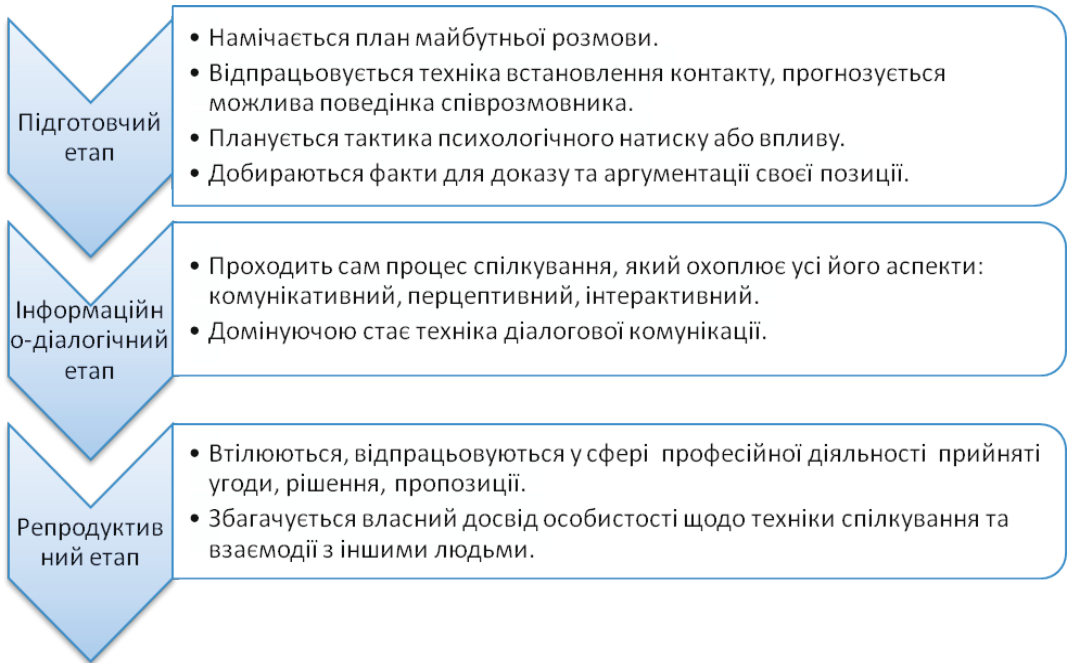 Підготовчий
етап
• Намічається план майбутньої розмови.
• Відпрацьовується техніка встановлення контакту, прогнозується
можлива поведінка співрозмовника.
• Планується тактика психологічного натиску або впливу.
• Добираються факти для доказу та аргументації своєї позиції.
Інформаційн
о-діалогічний
етап
• Проходить сам процес спілкування, який охоплює усі його аспекти:
комунікативний, перцептивний, інтерактивний.
• Домінуючою стає техніка діалогової комунікації.
Репродуктив
ний етап
• Втілюються, відпрацьовуються у сфері  професійної діяльності  прийняті
угоди, рішення, пропозиції.
• Збагачується власний досвід особистості щодо техніки спілкування та
взаємодії з іншими людьми.